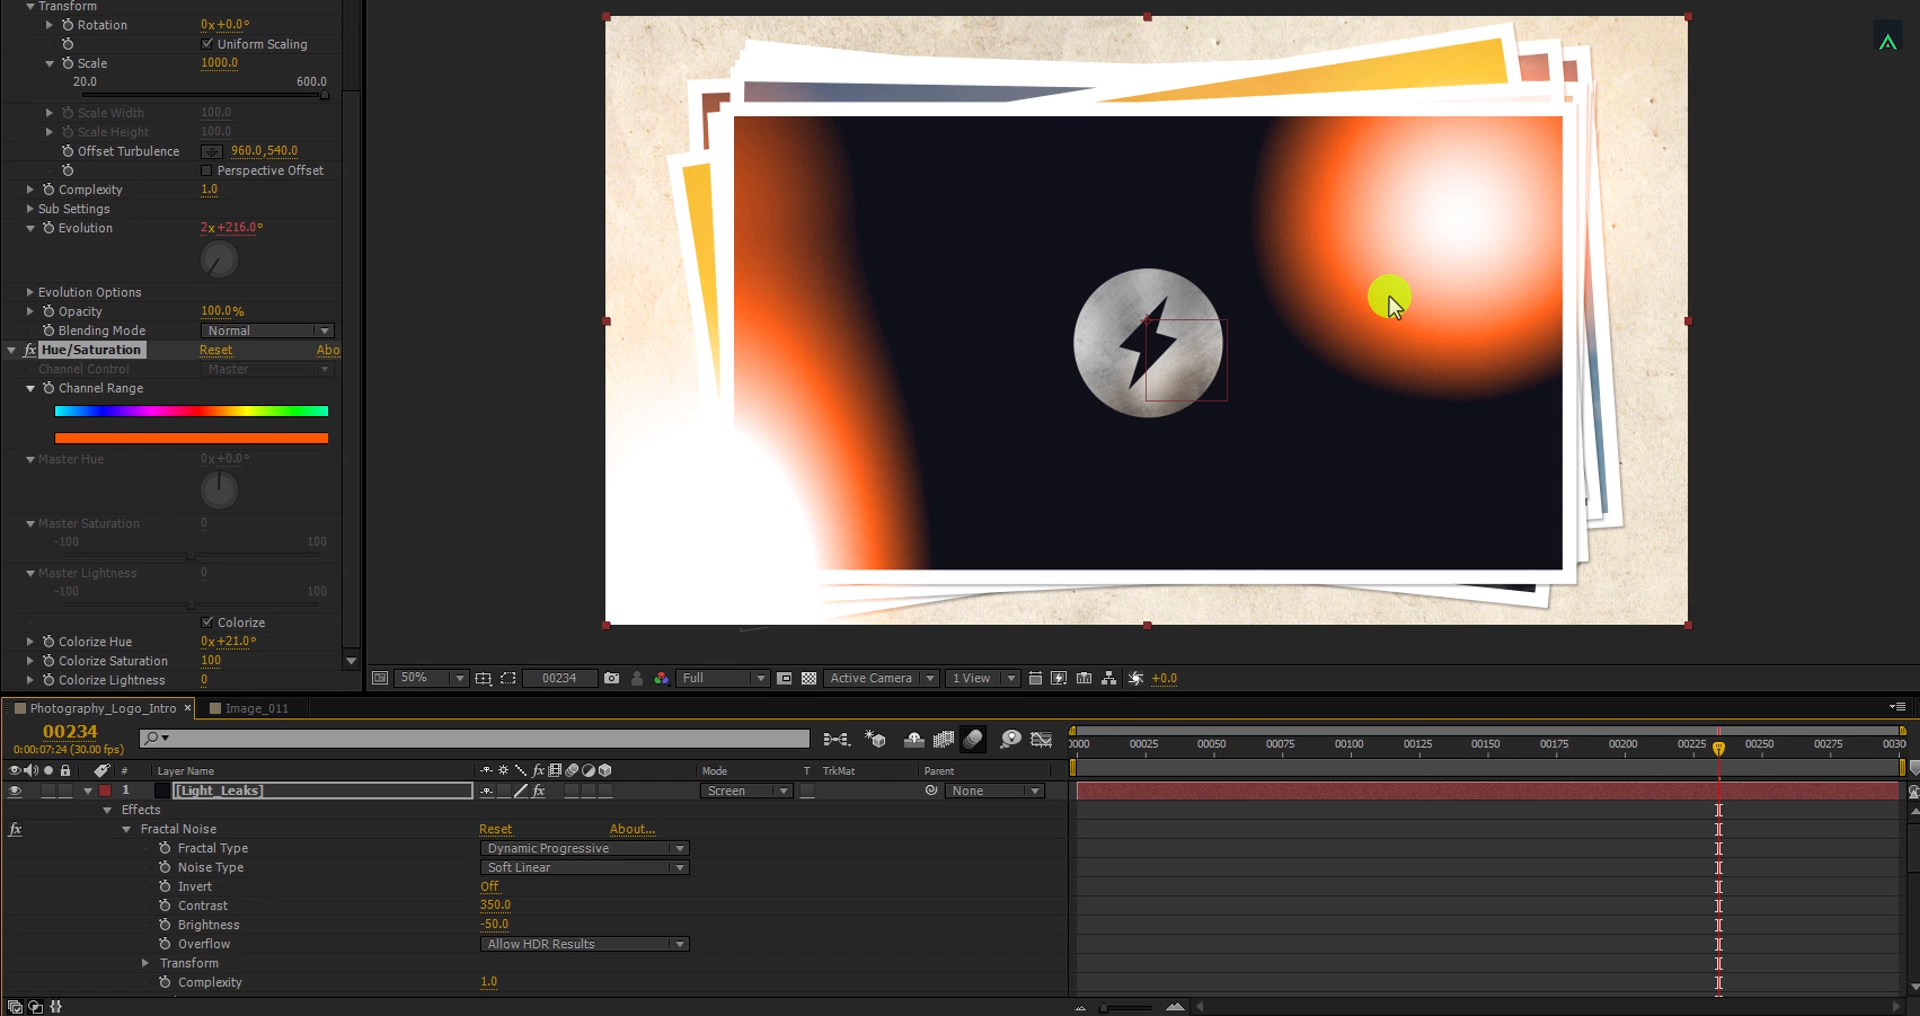 Transform
Rotation 0x+0.0°
Uniform Scaling
Scale 1000.0
20.0 600.0
Scale Width 100.0
Scale Height 100.0
Offset Turbulence 960.0,540.0
Perspective Offset
Complexity 1.0
Sub Settings
Evolution 2x+216.0°
Evolution Options
Opacity 100.0%
Blending Mode Normal
fx Hue/Saturation Reset Abo
Channel Control Master
Channel Range
Master Hue 0x+0.0°
Master Saturation 0
-100 100
Master Lightness 0
-100 100
Colorize
Colorize Hue 0x+21.0°
Colorize Saturation 100
Colorize Lightness 0
50% 00234 Full Active Camera 1 View +0.0
Photography_Logo_Intro × Image_011
00234
0:00:07:24 (30.00 fps)
0000 00025 00050 00075 00100 00125 00150 00175 00200 00225 00250 00275 0030
# Layer Name fx Mode T TrkMat Parent
1 [Light_Leaks] fx Screen None
Effects
fx Fractal Noise Reset About...
Fractal Type Dynamic Progressive
Noise Type Soft Linear
Invert Off
Contrast 350.0
Brightness -50.0
Overflow Allow HDR Results
Transform
Complexity 1.0